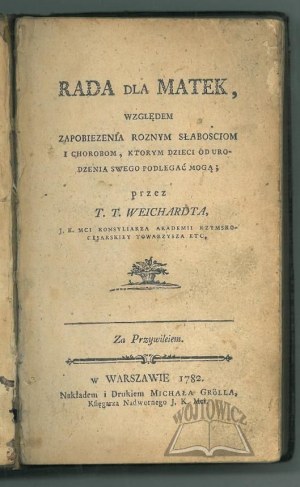 RADA DLA MATEK,
WZGLĘDEM
ZAPOBIEZENIA ROZNYM SŁABOSCIOM
I CHOROBOM, KTORYM DZIECI OD URO-
DZENIA SWEGO PODLEGAĆ MOGĄ;
przez
T. T. WEICHARDTA,
J. K. MCI KONSYLIARZA AKADEMII RZYMSKO-
CESARSKIEY TOWARZYSZA ETC.
Za Przywileiem.
w WARSZAWIE 1782.
Nakładem i Drukiem MICHAŁA GRÖLLA,
Księgarza Nadwornego J. K. Mci.
WÓJTOWICZ